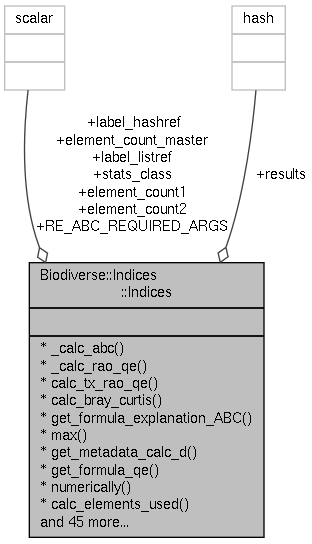 scalar
hash
+label_hashref
+element_count_master
+label_listref
+stats_class
+element_count1
+element_count2
+RE_ABC_REQUIRED_ARGS
+results
Biodiverse::Indices
::Indices
* _calc_abc()
* _calc_rao_qe()
* calc_tx_rao_qe()
* calc_bray_curtis()
* get_formula_explanation_ABC()
* max()
* get_metadata_calc_d()
* get_formula_qe()
* numerically()
* calc_elements_used()
and 45 more...